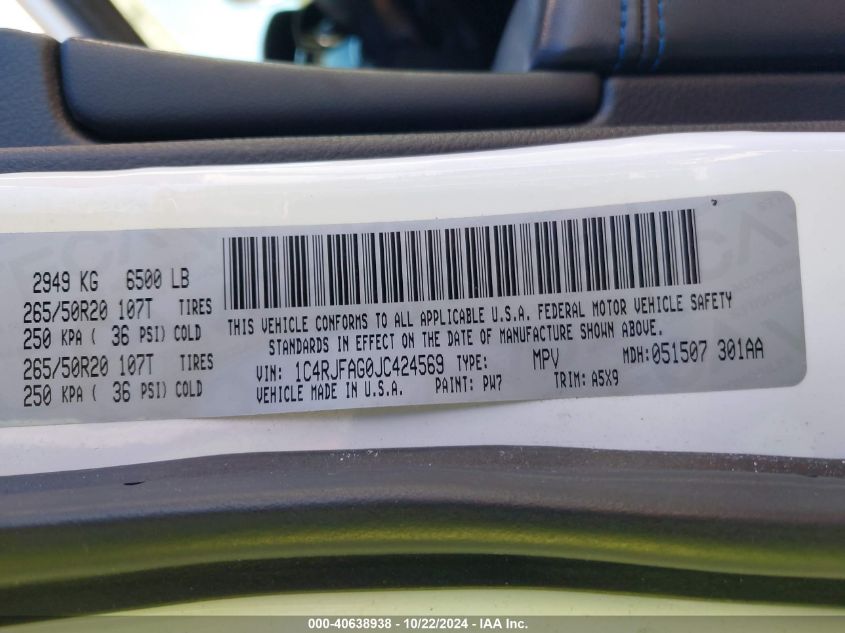 2949 KG 6500 LB
265/50R20 107T TIRES
250 KPA ( 36 PSI) COLD
265/50R20 107T TIRES
250 KPA ( 36 PSI) COLD
THIS VEHICLE CONFORMS TO ALL APPLICABLE U.S.A. FEDERAL MOTOR VEHICLE SAFETY
STANDARDS IN EFFECT ON THE DATE OF MANUFACTURE SHOWN ABOVE.
VIN: 1C4RJFAG0JC424569 TYPE: MPV MDH:051507 301AA
VEHICLE MADE IN U.S.A. PAINT: PW7 TRIM: A5X9
000-40638938 - 10/22/2024 - IAAI.com